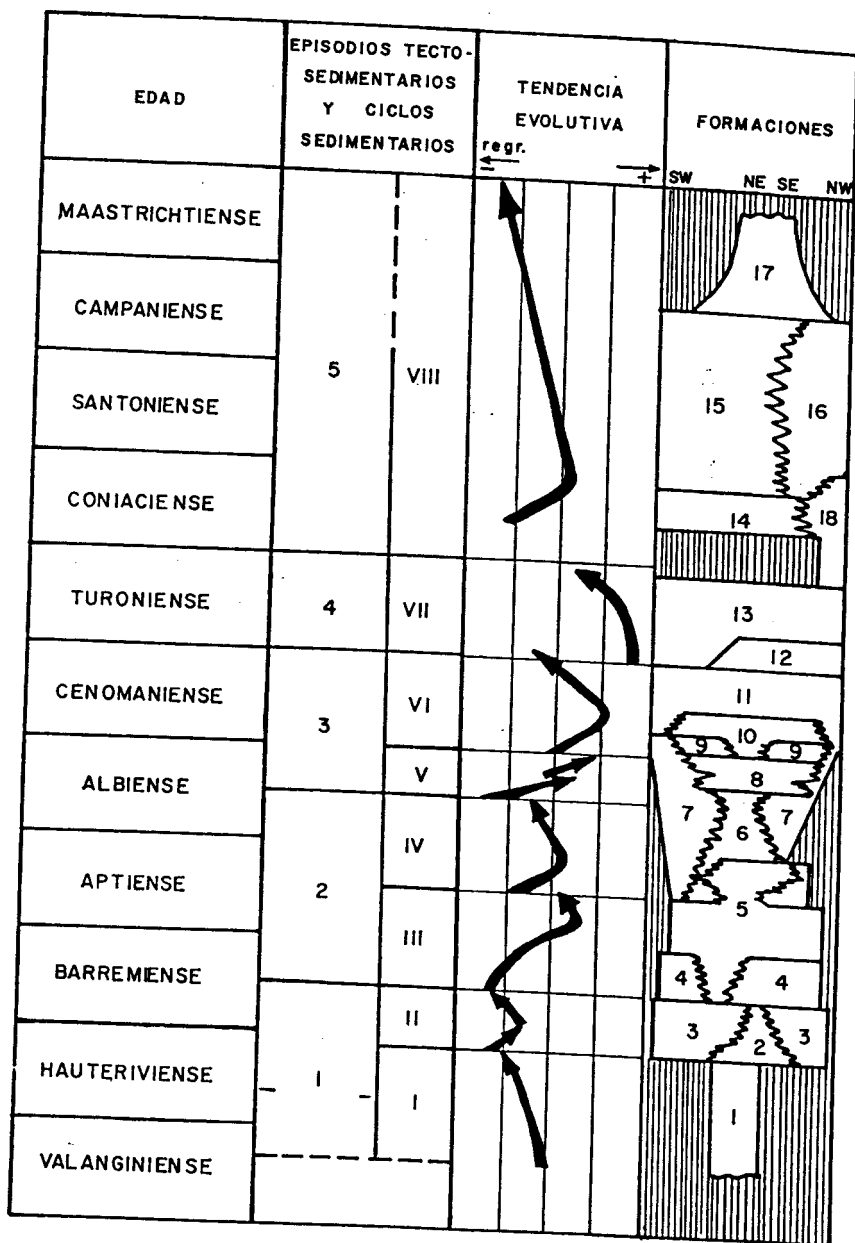 EDAD
EPISODIOS TECTO-
SEDIMENTARIOS
Y CICLOS
SEDIMENTARIOS
TENDENCIA
EVOLUTIVA
regr.
- +
FORMACIONES
SW NE SE NW
MAASTRICHTIENSE
CAMPANIENSE
SANTONIENSE
CONIACIENSE
TURONIENSE
CENOMANIENSE
ALBIENSE
APTIENSE
BARREMIENSE
HAUTERIVIENSE
VALANGINIENSE
5 VIII
4 VII
3 VI
V
2 IV
III
1 II
I
17
15 16
14 18
13
12
11
10
9 9
8
7 6 7
5
4 4
3 2 3
1